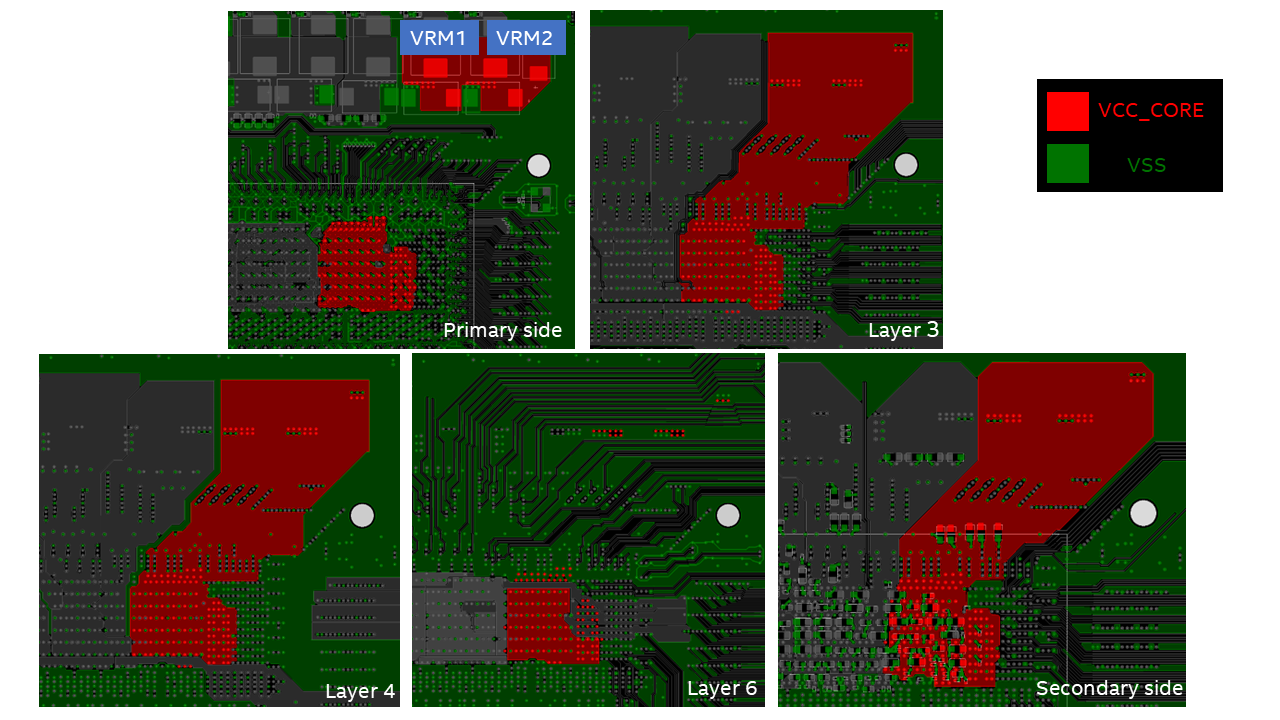 VRM1
VRM2
VCC_CORE
VSS
Primary side
Layer 3
Layer 4
Layer 6
Secondary side